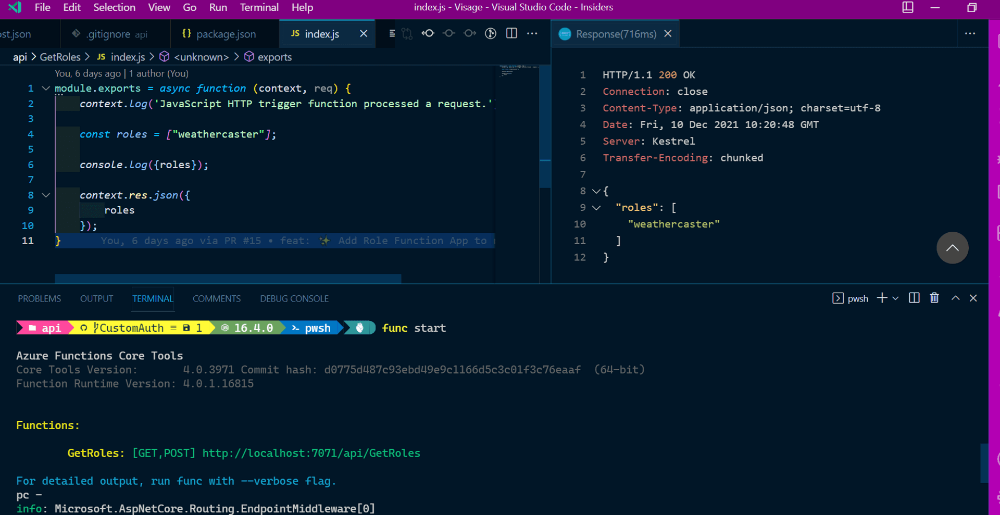 File Edit Selection View Go Run Terminal Help
index.js - Visage - Visual Studio Code - Insiders
st.json
.gitignore api
{} package.json
JS index.js
api > GetRoles > JS index.js > <unknown> > exports
You, 6 days ago | 1 author (You)
1 module.exports = async function (context, req) {
2 context.log('JavaScript HTTP trigger function processed a request.'
3
4 const roles = ["weathercaster"];
5
6 console.log({roles});
7
8 context.res.json({
9 roles
10 });
11 } You, 6 days ago via PR #15 • feat: ✨ Add Role Function App to
Response(716ms)
1 HTTP/1.1 200 OK
2 Connection: close
3 Content-Type: application/json; charset=utf-8
4 Date: Fri, 10 Dec 2021 10:20:48 GMT
5 Server: Kestrel
6 Transfer-Encoding: chunked
7
8 {
9 "roles": [
10 "weathercaster"
11 ]
12 }
PROBLEMS OUTPUT TERMINAL COMMENTS DEBUG CONSOLE
pwsh
api CustomAuth ≡ 1 16.4.0 pwsh func start
Azure Functions Core Tools
Core Tools Version: 4.0.3971 Commit hash: d0775d487c93ebd49e9c1166d5c3c01f3c76eaaf (64-bit)
Function Runtime Version: 4.0.1.16815
Functions:
GetRoles: [GET,POST] http://localhost:7071/api/GetRoles
For detailed output, run func with --verbose flag.
pc -
info: Microsoft.AspNetCore.Routing.EndpointMiddleware[0]